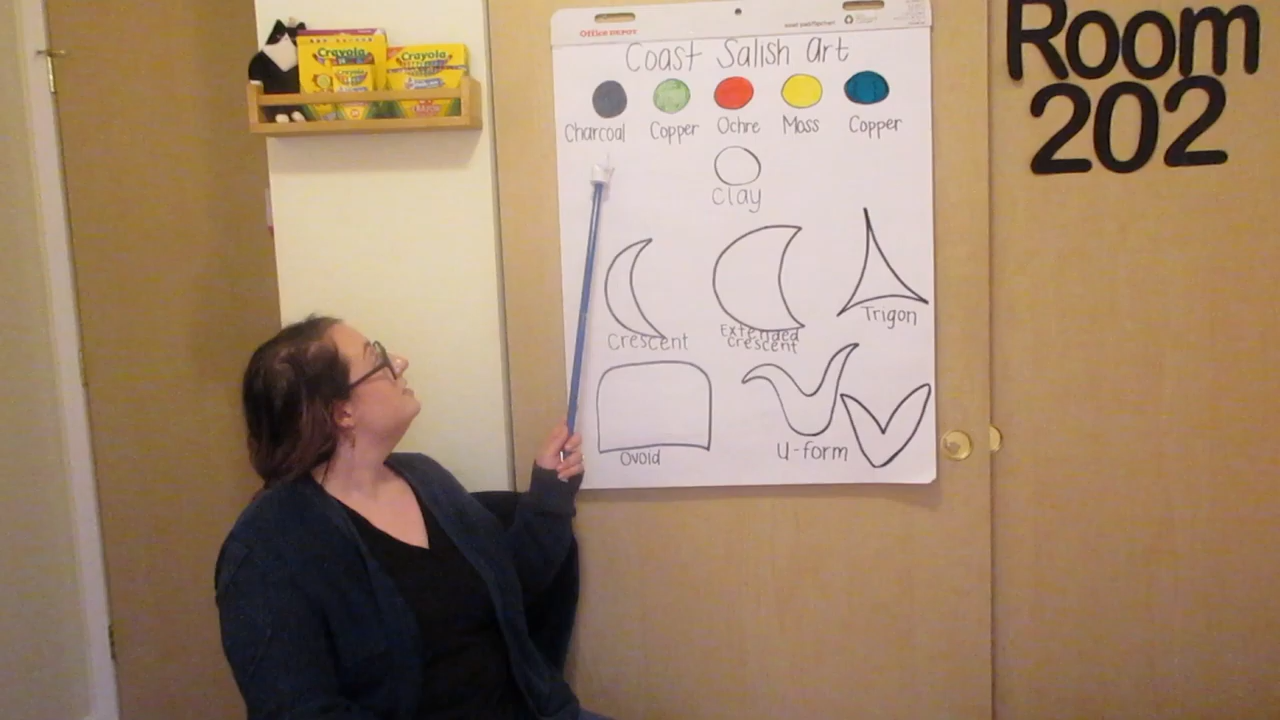 Office DEPOT
Coast Salish Art
Charcoal Copper Ochre Moss Copper
Clay
Crescent Extended Crescent Trigon
Ovoid U-form
Room
202
Crayola
Crayola